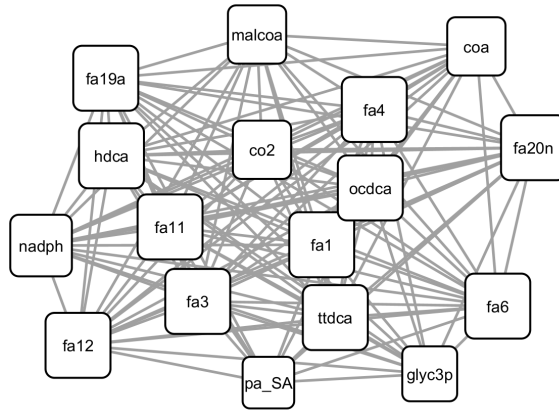 malcoa
coa
fa19a
fa4
hdca
co2
fa20n
ocdca
fa11
fa1
nadph
fa3
ttdca
fa6
fa12
pa_SA
glyc3p